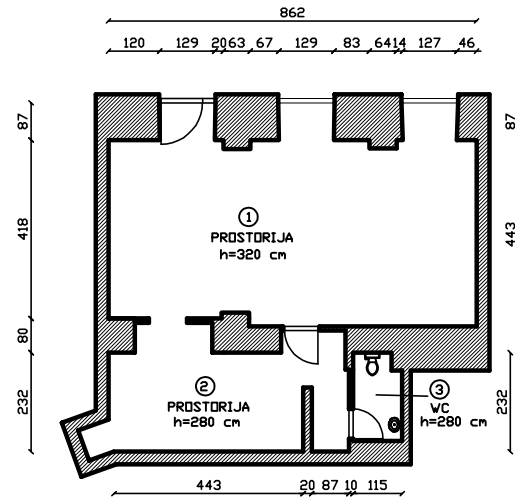 862
120 129 20 63 67 129 83 64 14 127 46
87 87
1
PROSTORIJA
h=320 cm
418 443
80
2
PROSTORIJA
h=280 cm
3
WC
h=280 cm
232 232
443 20 87 10 115